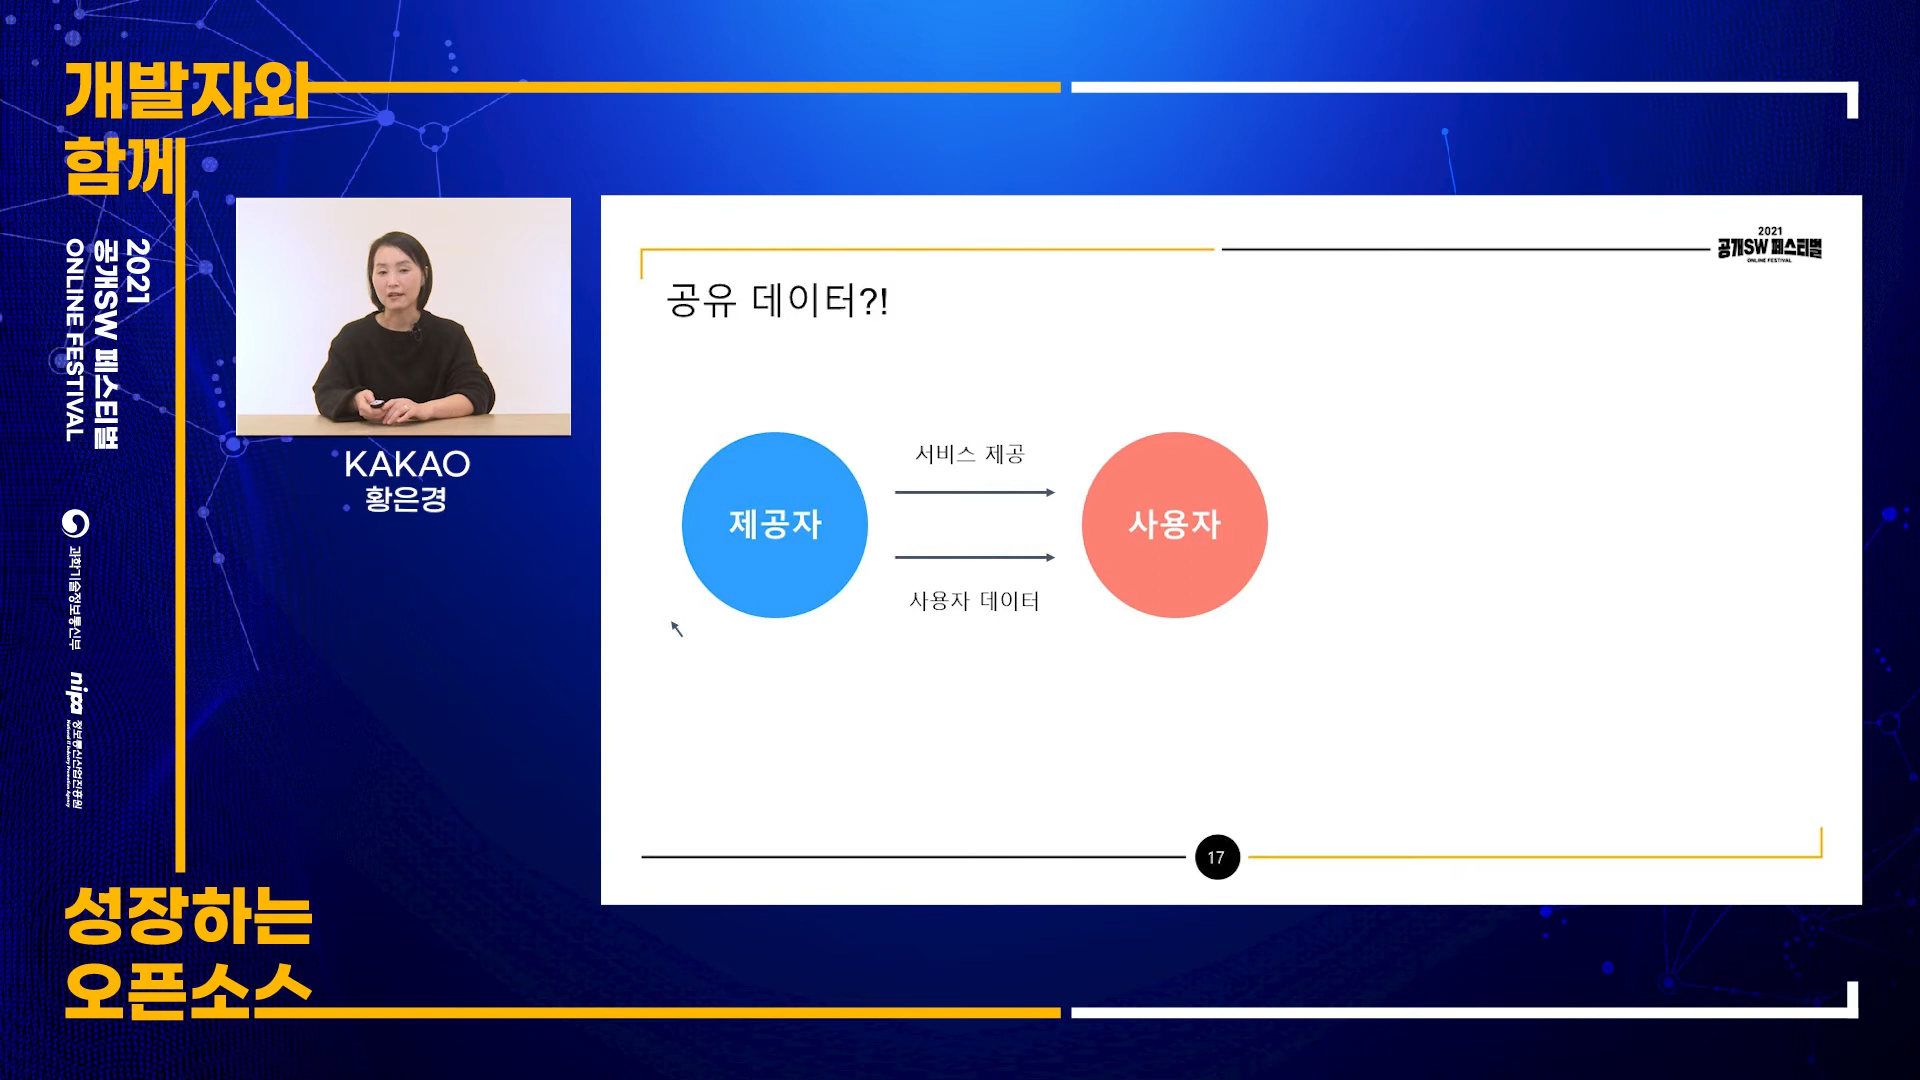 개발자와
함께
2021
공개SW 페스티벌
ONLINE FESTIVAL
과학기술정보통신부
nipa 정보통신산업진흥원
성장하는
오픈소스
KAKAO
황은경
2021
공개SW 페스티벌
ONLINE FESTIVAL
공유 데이터?!
제공자
서비스 제공
사용자 데이터
사용자
17